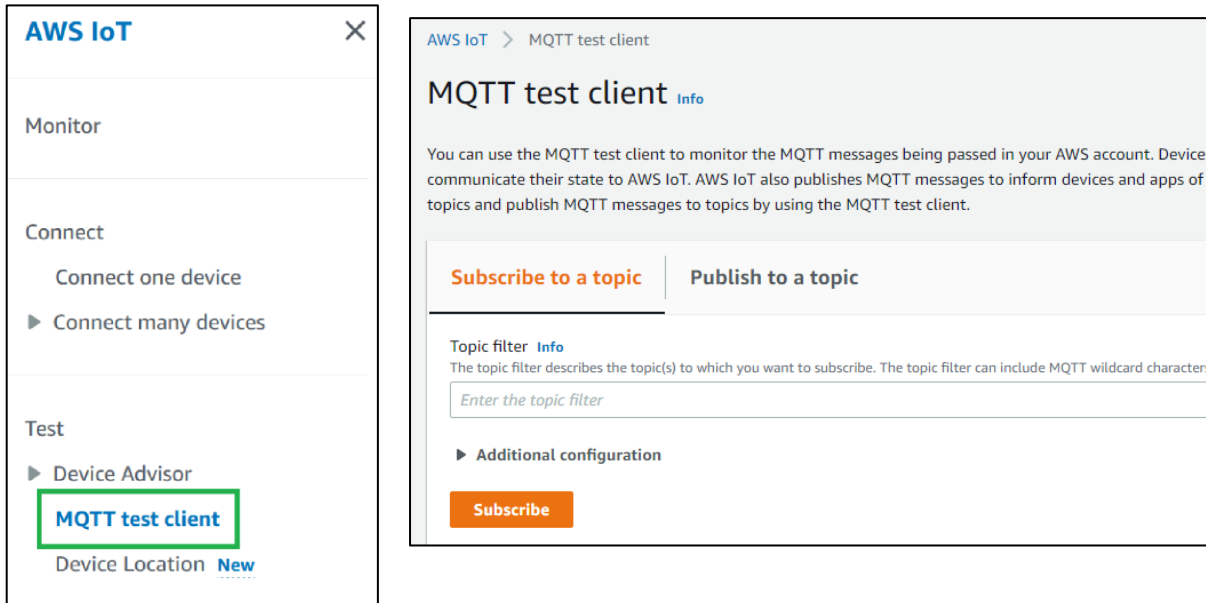 AWS IoT
Monitor
Connect
Connect one device
Connect many devices
Test
Device Advisor
MQTT test client
Device Location New
AWS IoT > MQTT test client
MQTT test client Info
You can use the MQTT test client to monitor the MQTT messages being passed in your AWS account. Device
communicate their state to AWS IoT. AWS IoT also publishes MQTT messages to inform devices and apps of
topics and publish MQTT messages to topics by using the MQTT test client.
Subscribe to a topic Publish to a topic
Topic filter Info
The topic filter describes the topic(s) to which you want to subscribe. The topic filter can include MQTT wildcard characters
Enter the topic filter
Additional configuration
Subscribe